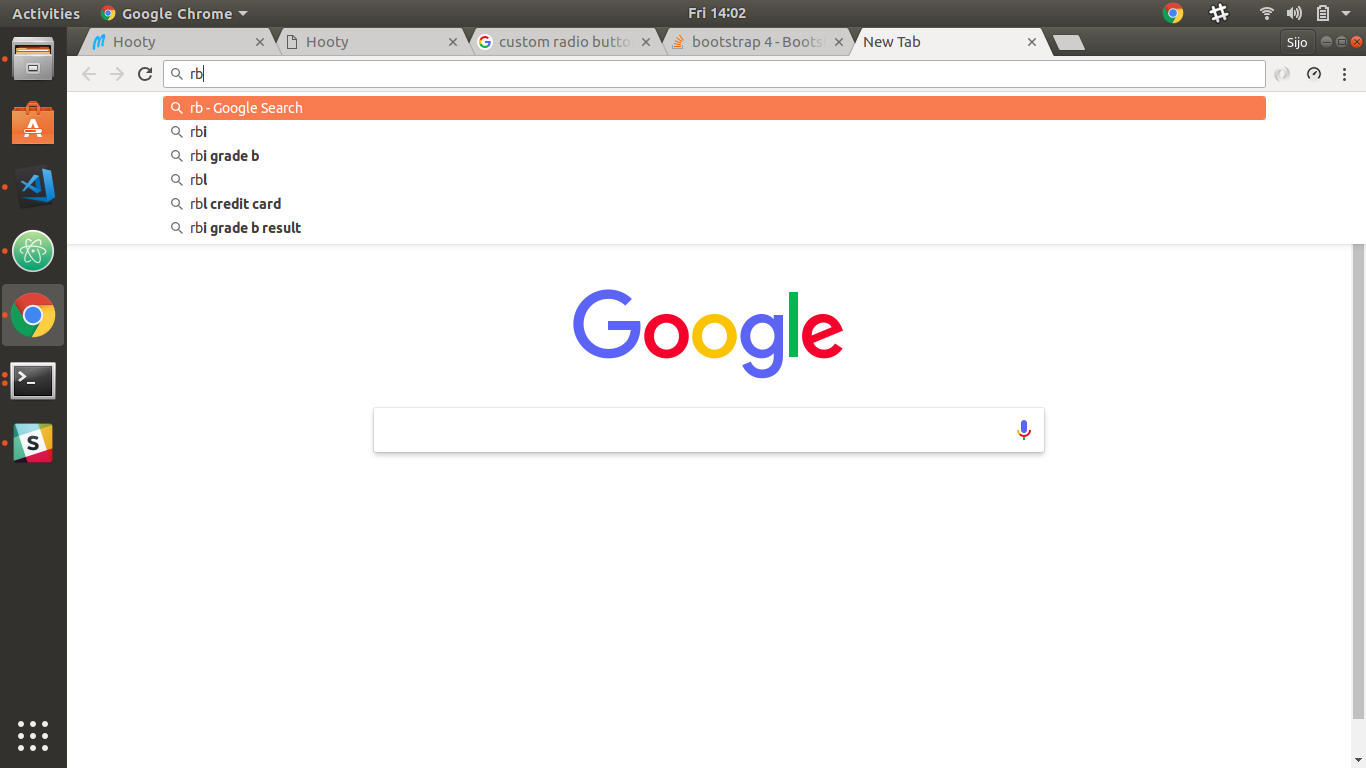 Activities Google Chrome Fri 14:02
Hooty Hooty custom radio butto bootstrap 4 - Boots New Tab Sijo
rb
rb - Google Search
rbi
rbi grade b
rbl
rbl credit card
rbi grade b result
Google
S